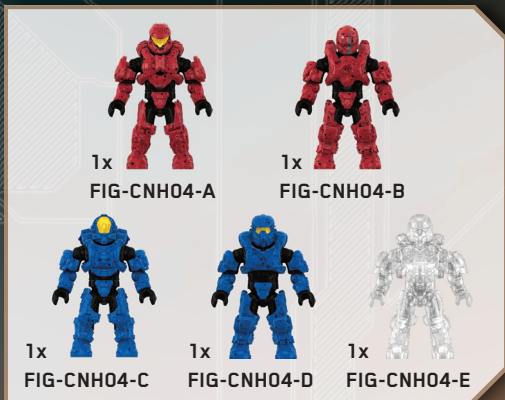 1x
1x
FIG-CNH04-A
FIG-CNH04-B
1x
1x
1x
FIG-CNH04-C
FIG-CNH04-D
FIG-CNH04-E